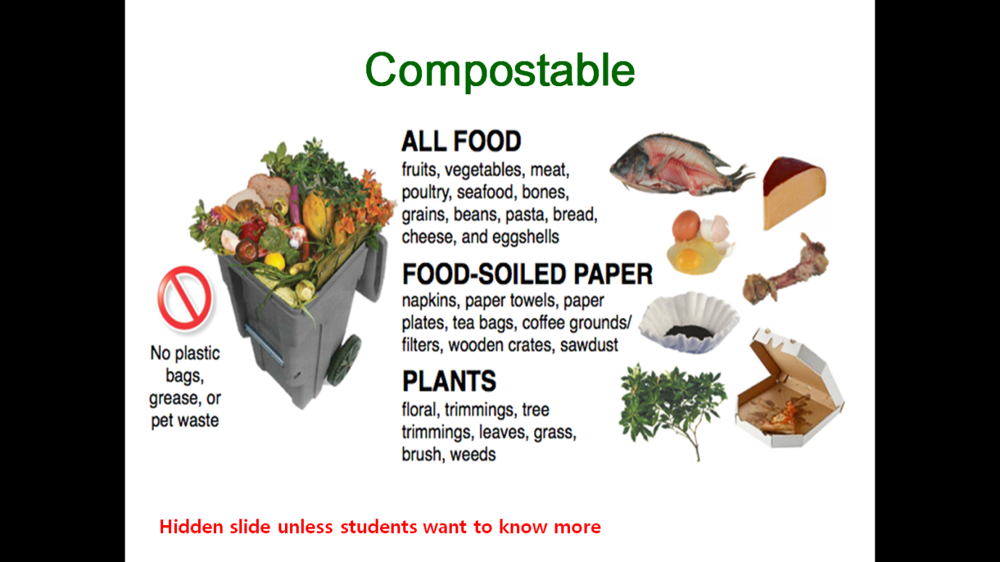 Compostable
ALL FOOD
fruits, vegetables, meat,
poultry, seafood, bones,
grains, beans, pasta, bread,
cheese, and eggshells
FOOD-SOILED PAPER
napkins, paper towels, paper
plates, tea bags, coffee grounds/
filters, wooden crates, sawdust
PLANTS
floral, trimmings, tree
trimmings, leaves, grass,
brush, weeds
No plastic
bags,
grease, or
pet waste
Hidden slide unless students want to know more